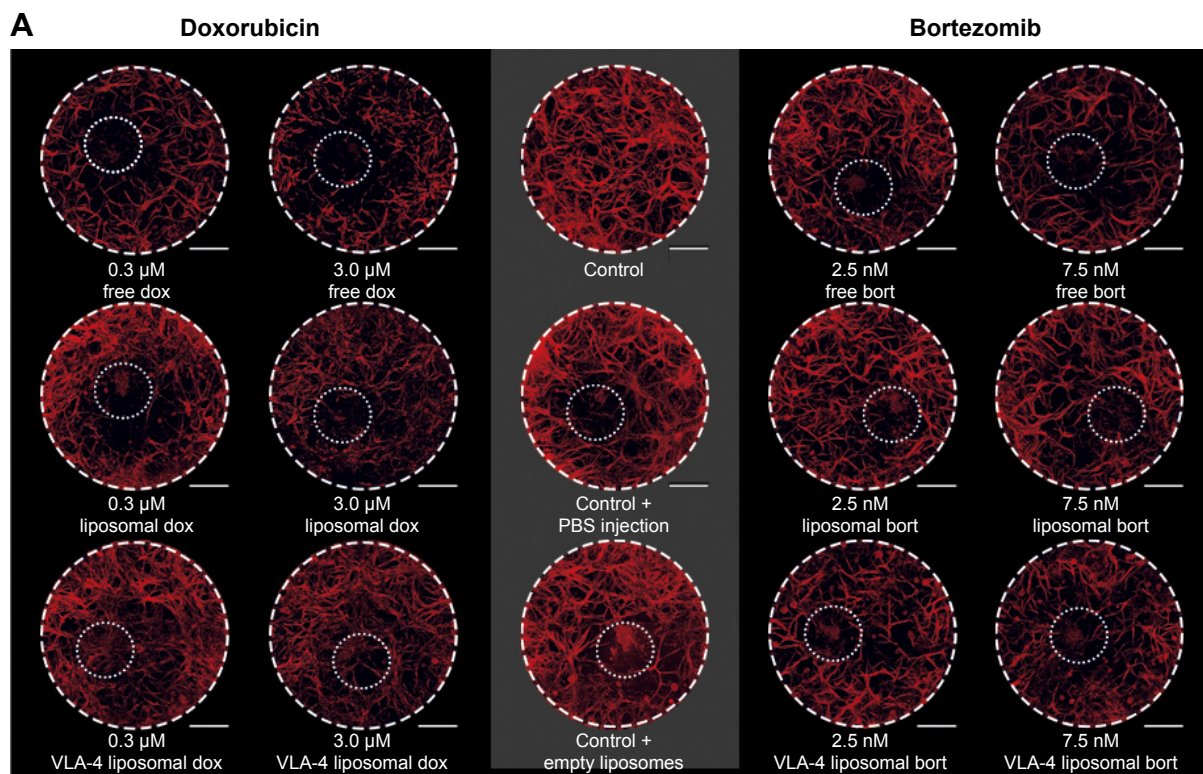 A
Doxorubicin
Bortezomib
0.3 µM
free dox
3.0 µM
free dox
Control
2.5 nM
free bort
7.5 nM
free bort
0.3 µM
liposomal dox
3.0 µM
liposomal dox
Control +
PBS injection
2.5 nM
liposomal bort
7.5 nM
liposomal bort
0.3 µM
VLA-4 liposomal dox
3.0 µM
VLA-4 liposomal dox
Control +
empty liposomes
2.5 nM
VLA-4 liposomal bort
7.5 nM
VLA-4 liposomal bort